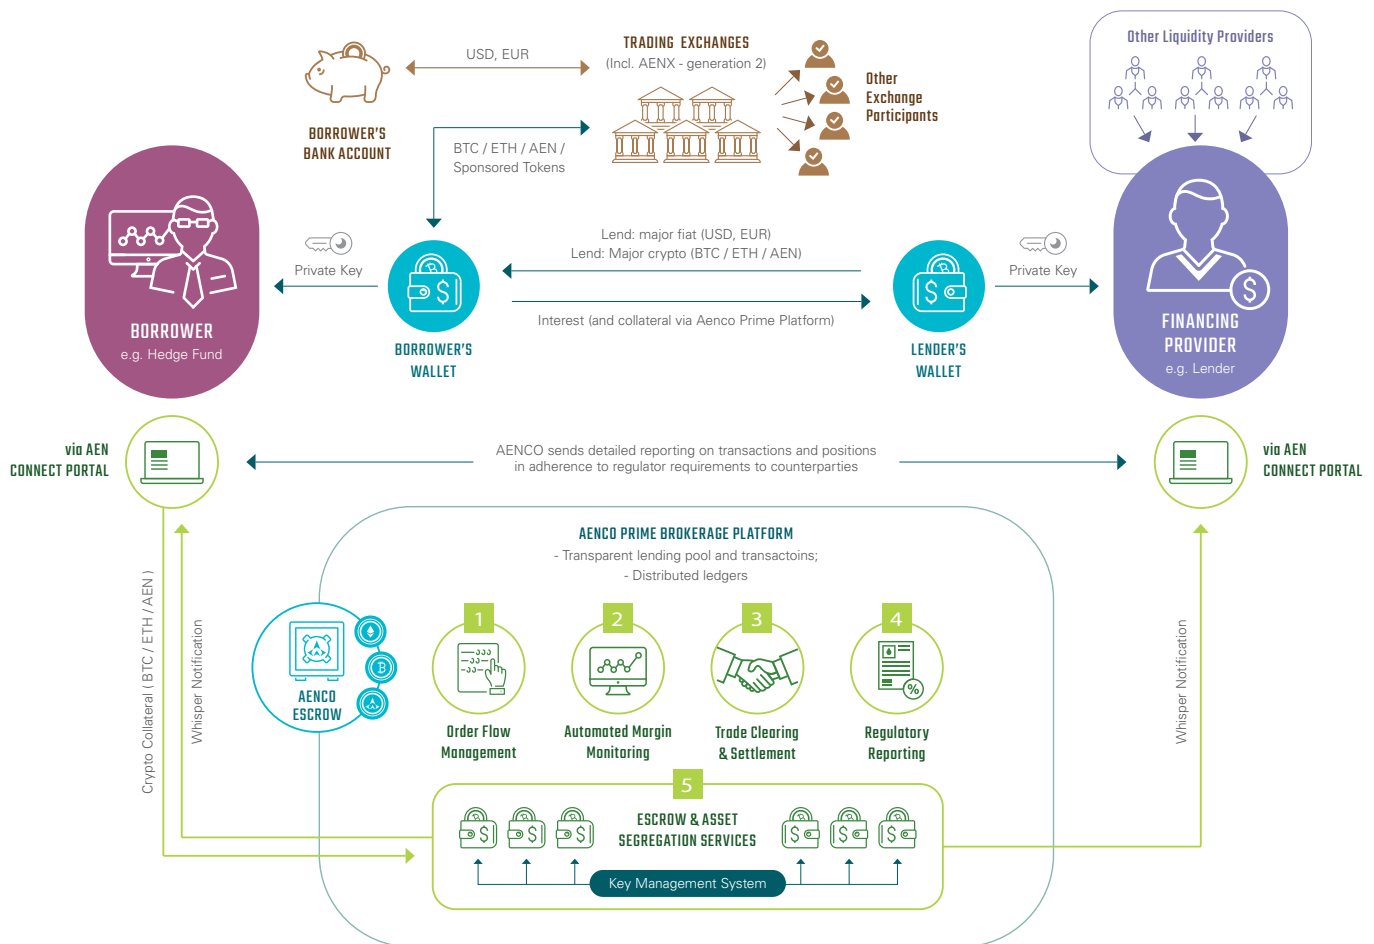 Other Liquidity Providers
TRADING EXCHANGES
(Incl. AENX - generation 2)
USD, EUR
Other
Exchange
Participants
BORROWER'S
BANK ACCOUNT
BTC / ETH / AEN /
Sponsored Tokens
Private Key
Lend: major fiat (USD, EUR)
Lend: Major crypto (BTC / ETH / AEN)
Private Key
$
$
$
Interest (and collateral via Aenco Prime Platform)
BORROWER
e.g. Hedge Fund
BORROWER'S
WALLET
LENDER'S
WALLET
FINANCING
PROVIDER
e.g. Lender
via AEN
CONNECT PORTAL
AENCO sends detailed reporting on transactions and positions
in adherence to regulator requirements to counterparties
via AEN
CONNECT PORTAL
AENCO PRIME BROKERAGE PLATFORM
- Transparent lending pool and transactoins;
- Distributed ledgers
Crypto Collateral ( BTC / ETH / AEN )
Whisper Notification
AENCO
ESCROW
1
2
3
4
%
Order Flow
Management
Automated Margin
Monitoring
Trade Clearing
& Settlement
Regulatory
Reporting
Whisper Notification
5
$
$
$
ESCROW & ASSET
SEGREGATION SERVICES
$
$
$
Key Management System